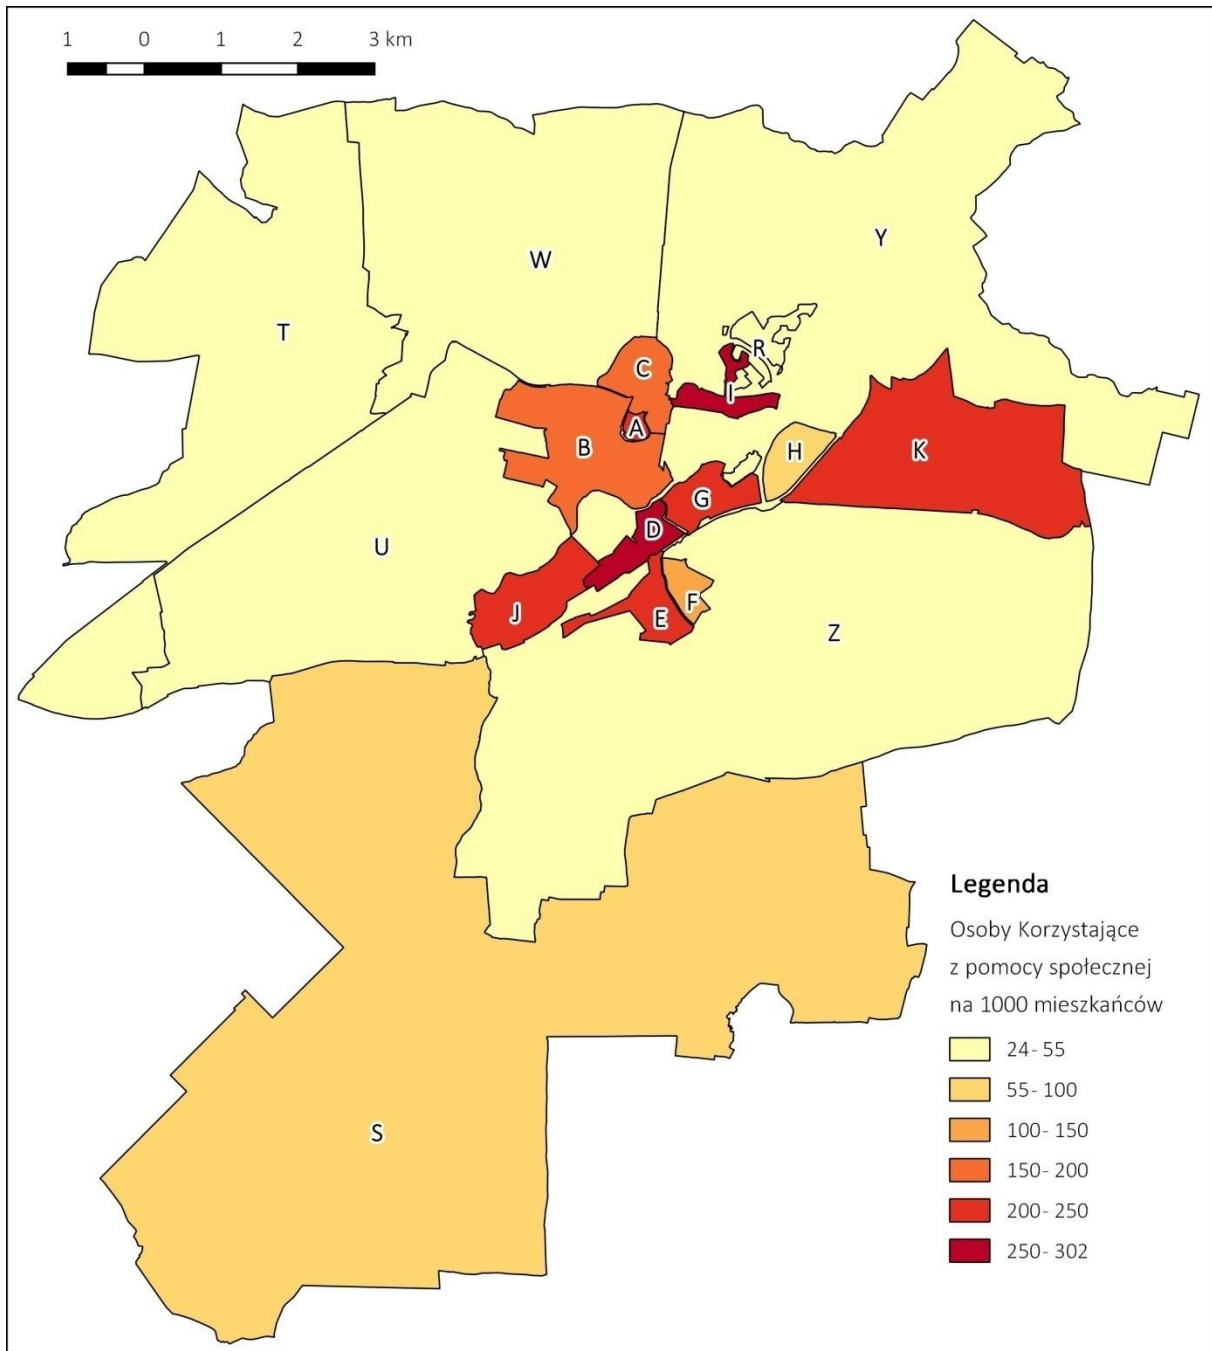 1 0 1 2 3 km
Y
W
T
R
C
I
A
B
H
K
G
D
U
F
J
E
Z
Legenda
Osoby Korzystające
z pomocy społecznej
na 1000 mieszkańców
24- 55
55- 100
100- 150
S
150- 200
200- 250
250- 302